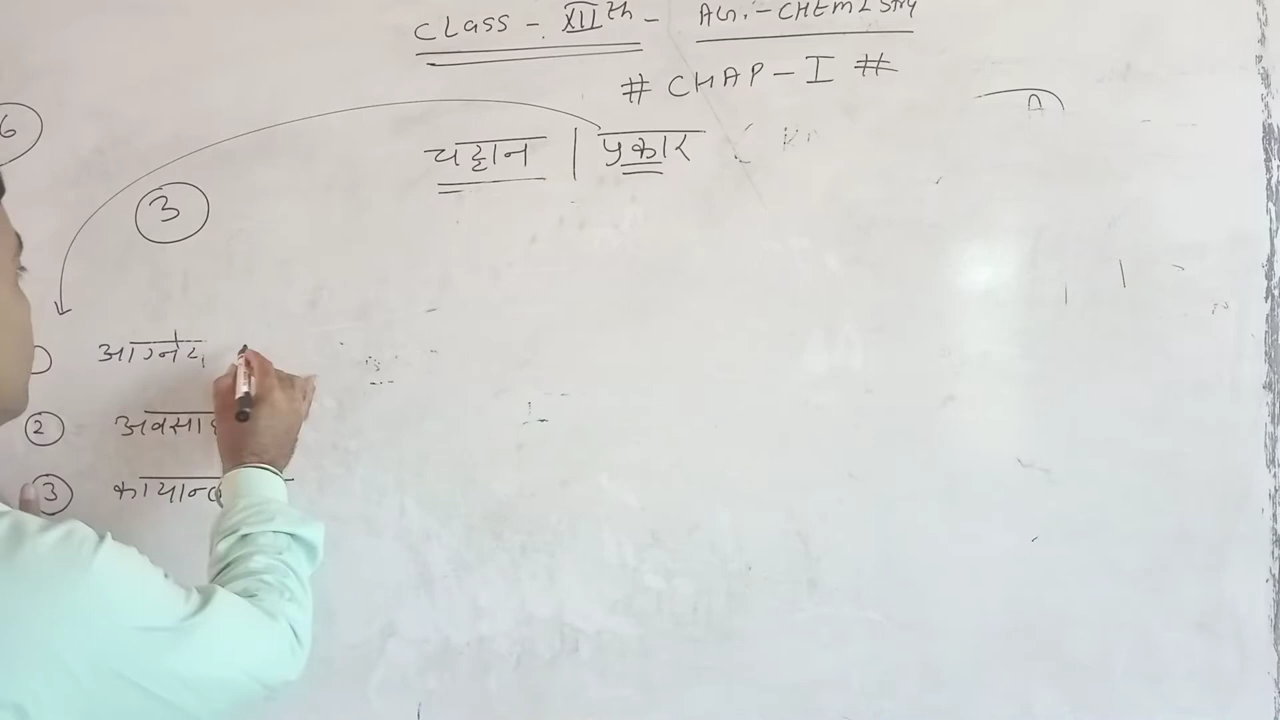 CLASS - XIIth - AG.-CHEMISTRY
# CHAP - I #
6
चट्टान | प्रकार (
3
आग्नेय
2 अवसा
3 कायान्त